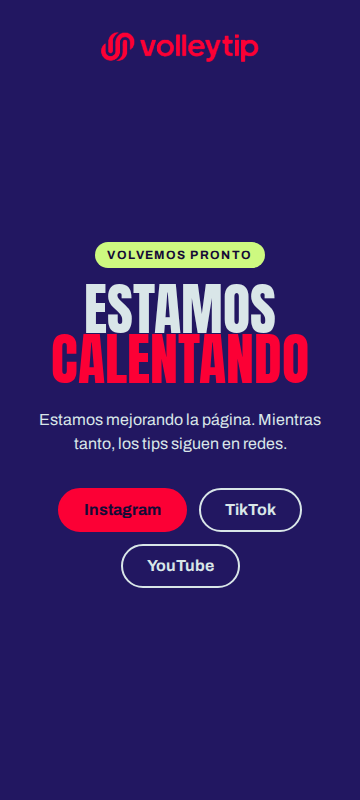 volleytip
VOLVEMOS PRONTO
ESTAMOS
CALENTANDO
Estamos mejorando la página. Mientras
tanto, los tips siguen en redes.
Instagram
TikTok
YouTube